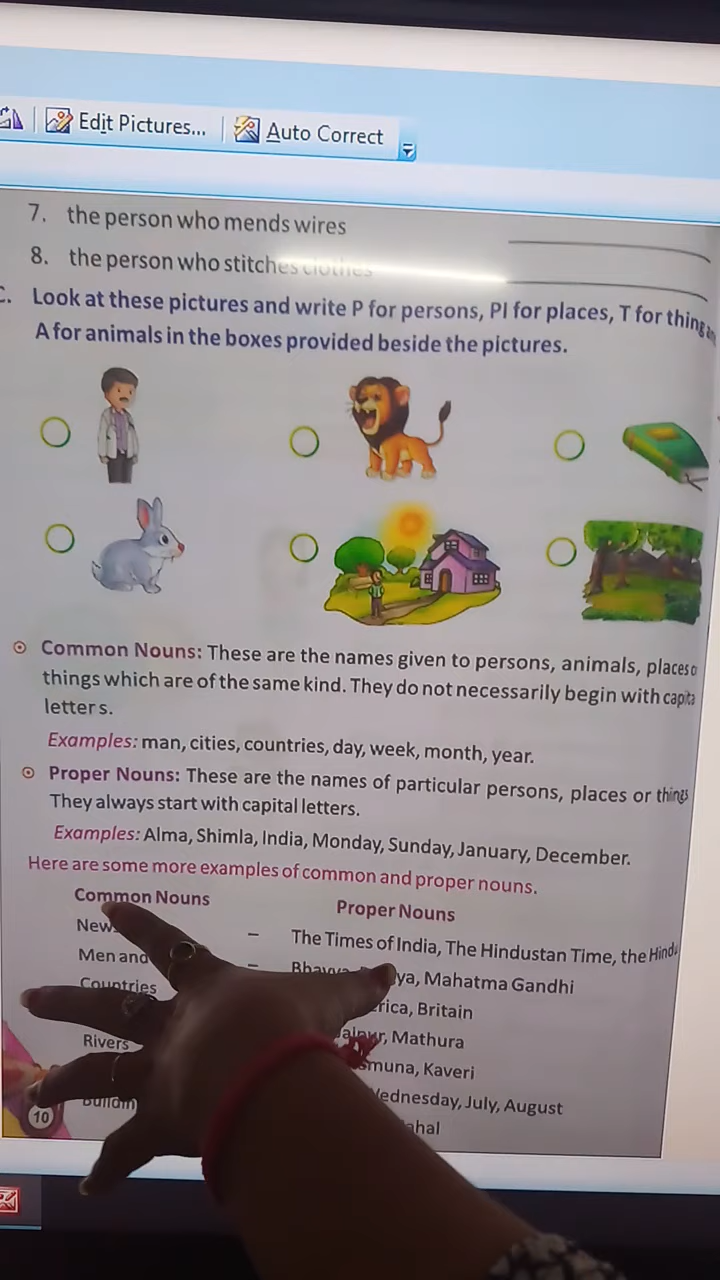 Edit Pictures...
Auto Correct
7. the person who mends wires
8. the person who stitches clothes
C. Look at these pictures and write P for persons, Pl for places, T for thing
A for animals in the boxes provided beside the pictures.
Common Nouns: These are the names given to persons, animals, places
things which are of the same kind. They do not necessarily begin with
letters.
Examples: man, cities, countries, day, week, month, year.
Proper Nouns: These are the names of particular persons, places or things
They always start with capital letters.
Examples: Alma, Shimla, India, Monday, Sunday, January, December.
Here are some more examples of common and proper nouns.
Common Nouns Proper Nouns
– The Times of India, The Hindustan Time, the
Men and – Mahatma Gandhi
Countries Britain
Mathura
Rivers Kaveri
Wednesday, July, August
10